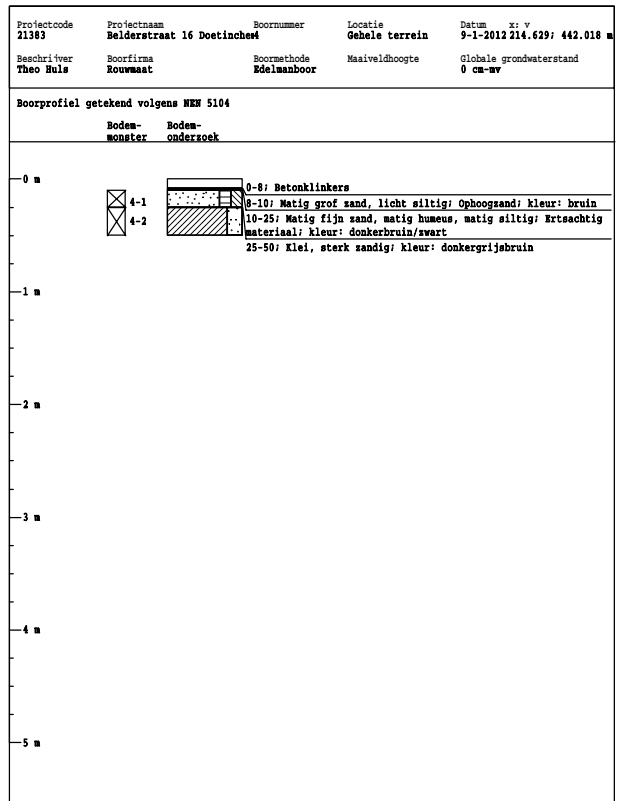 Projectcode Projectnaam Boornummer Locatie Datum x: y
21383 Belderstraat 16 Doetinchem 4 Gehele terrein 9-1-2012 214.629; 442.018 m
Beschrijver Boorfirma Boormethode Maaiveldhoogte Globale grondwaterstand
Theo Huls Rouwmaat Edelmanboor 0 cm-mv
Boorprofiel getekend volgens NEN 5104
Bodem- Bodem-
monster onderzoek
0 m
0-8; Betonklinkers
4-1 8-10; Matig grof zand, licht siltig; Ophoogzand; kleur: bruin
4-2 10-25; Matig fijn zand, matig humeus, matig siltig; Ertsachtig
materiaal; kleur: donkerbruin/zwart
25-50; Klei, sterk zandig; kleur: donkergrijsbruin
1 m
2 m
3 m
4 m
5 m